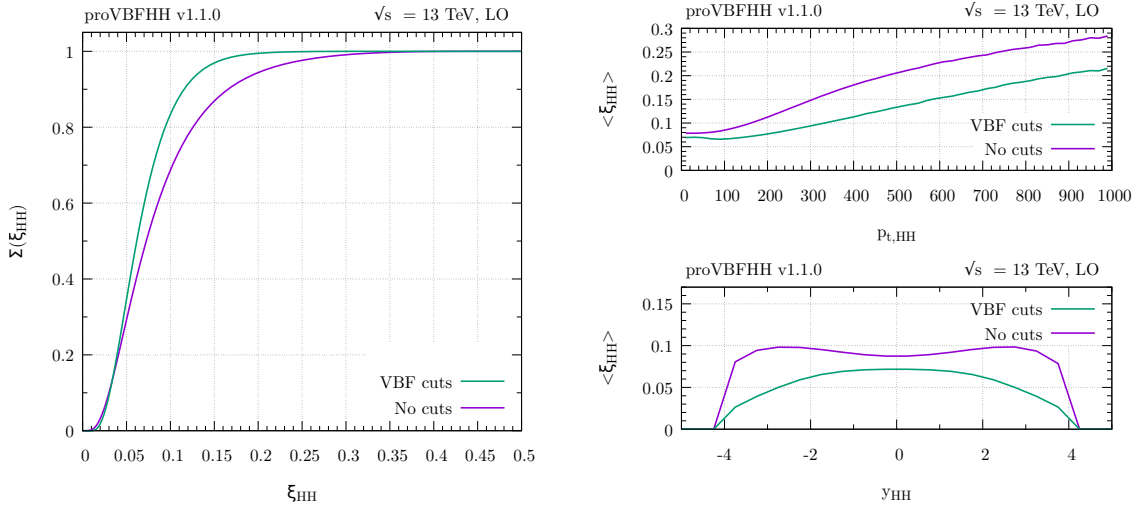 proVBFHH v1.1.0 √s = 13 TeV, LO
1
0.8
0.6
0.4
0.2
0
Σ(ξHH)
VBF cuts
No cuts
0 0.05 0.1 0.15 0.2 0.25 0.3 0.35 0.4 0.45 0.5
ξHH
proVBFHH v1.1.0 √s = 13 TeV, LO
0.3
0.25
0.2
0.15
0.1
0.05
0
<ξHH>
VBF cuts
No cuts
0 100 200 300 400 500 600 700 800 900 1000
pt,HH
proVBFHH v1.1.0 √s = 13 TeV, LO
0.15
0.1
0.05
0
<ξHH>
VBF cuts
No cuts
-4 -2 0 2 4
yHH